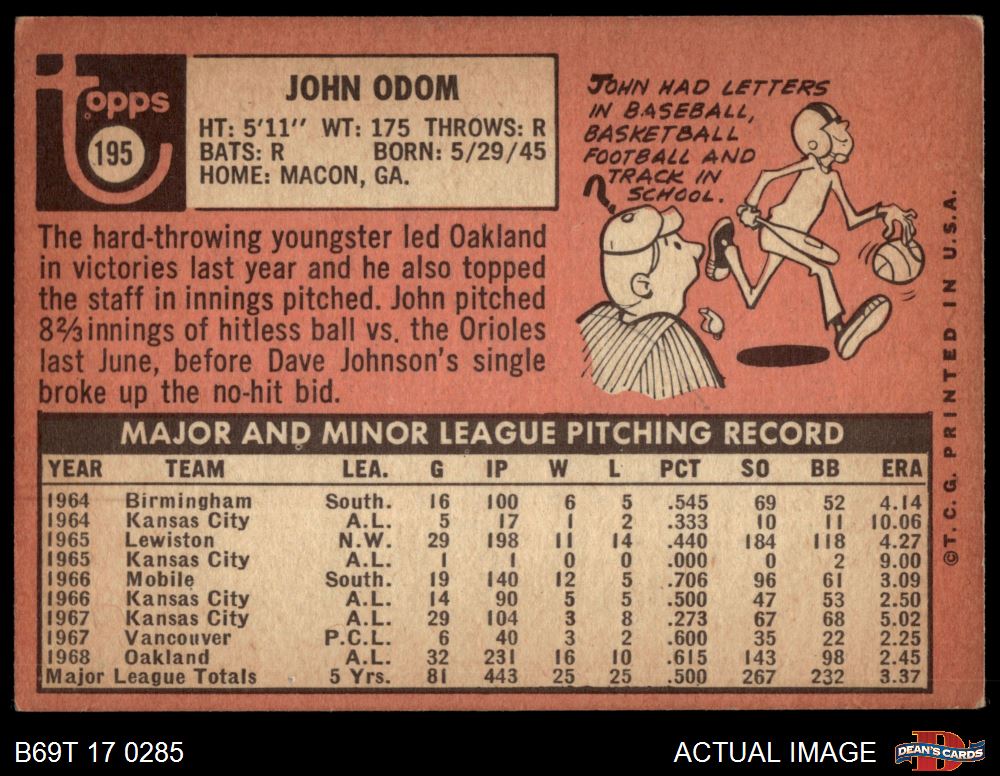 topps
195
JOHN ODOM
HT: 5'11" WT: 175 THROWS: R
BATS: R BORN: 5/29/45
HOME: MACON, GA.
JOHN HAD LETTERS
IN BASEBALL,
BASKETBALL
FOOTBALL AND
TRACK IN
SCHOOL.
The hard-throwing youngster led Oakland
in victories last year and he also topped
the staff in innings pitched. John pitched
8⅔ innings of hitless ball vs. the Orioles
last June, before Dave Johnson's single
broke up the no-hit bid.
MAJOR AND MINOR LEAGUE PITCHING RECORD
YEAR TEAM LEA. G IP W L PCT SO BB ERA
1964 Birmingham South. 16 100 6 5 .545 69 52 4.14
1964 Kansas City A.L. 5 17 1 2 .333 10 11 10.06
1965 Lewiston N.W. 29 198 11 14 .440 184 118 4.27
1965 Kansas City A.L. 1 1 0 0 .000 0 2 9.00
1966 Mobile South. 19 140 12 5 .706 96 61 3.09
1966 Kansas City A.L. 14 90 5 5 .500 47 53 2.50
1967 Kansas City A.L. 29 104 3 8 .273 67 68 5.02
1967 Vancouver P.C.L. 6 40 3 2 .600 35 22 2.25
1968 Oakland A.L. 32 231 16 10 .615 143 98 2.45
Major League Totals 5 Yrs. 81 443 25 25 .500 267 232 3.37
©T.C.G. PRINTED IN U.S.A.
B69T 17 0285
ACTUAL IMAGE
D
DEAN'S CARDS